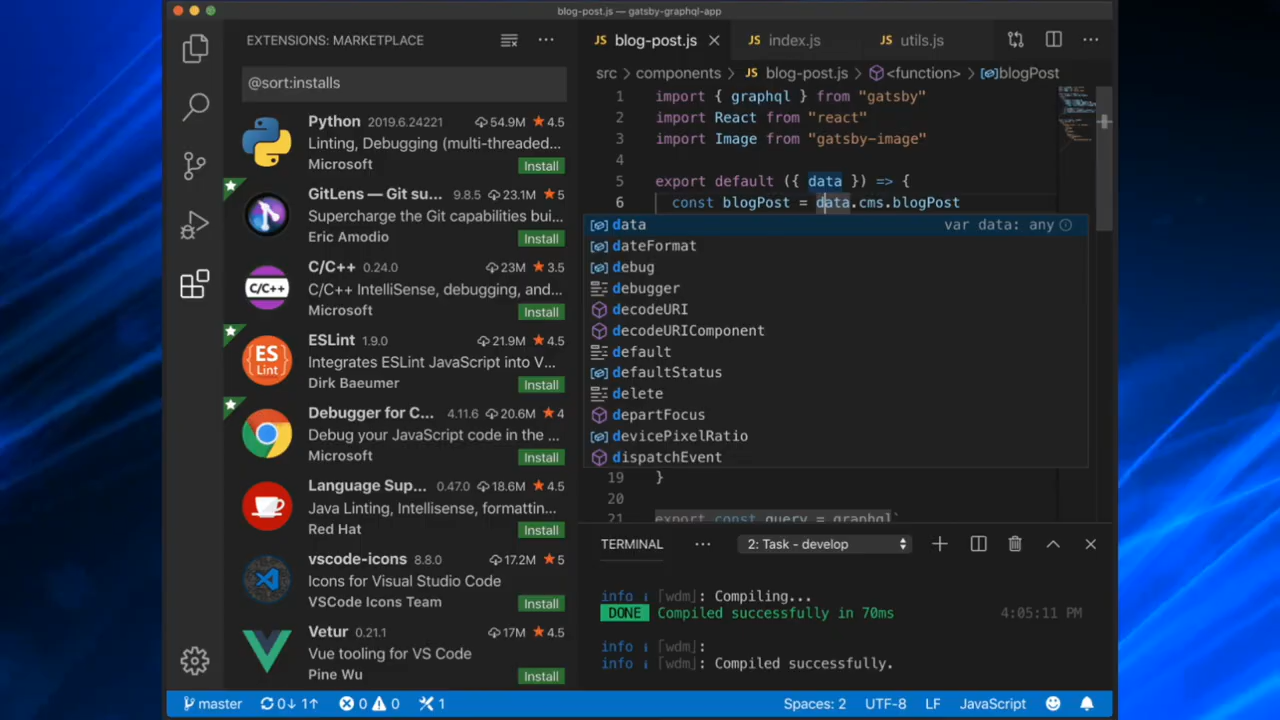 blog-post.js — gatsby-graphql-app
EXTENSIONS: MARKETPLACE
@sort:installs
Python 2019.6.24221 54.9M 4.5
Linting, Debugging (multi-threaded...
Microsoft Install
GitLens — Git su... 9.8.5 23.1M 5
Supercharge the Git capabilities bui...
Eric Amodio Install
C/C++
C/C++ 0.24.0 23M 3.5
C/C++ IntelliSense, debugging, and...
Microsoft Install
ES
Lint
ESLint 1.9.0 21.9M 4.5
Integrates ESLint JavaScript into V...
Dirk Baeumer Install
Debugger for C... 4.11.6 20.6M 4
Debug your JavaScript code in the ...
Microsoft Install
Language Sup... 0.47.0 18.6M 4.5
Java Linting, Intellisense, formattin...
Red Hat Install
vscode-icons 8.8.0 17.2M 5
Icons for Visual Studio Code
VSCode Icons Team Install
Vetur 0.21.1 17M 4.5
Vue tooling for VS Code
Pine Wu Install
JS blog-post.js JS index.js JS utils.js
src > components > JS blog-post.js > <function> > blogPost
1 import { graphql } from "gatsby"
2 import React from "react"
3 import Image from "gatsby-image"
4
5 export default ({ data }) => {
6 const blogPost = data.cms.blogPost
data var data: any
dateFormat
debug
debugger
decodeURI
decodeURIComponent
default
defaultStatus
delete
departFocus
devicePixelRatio
dispatchEvent
19 }
20
21 export const query = graphql`
TERMINAL ... 2: Task - develop
info i [wdm]: Compiling...
DONE Compiled successfully in 70ms 4:05:11 PM
info i [wdm]:
info i [wdm]: Compiled successfully.
master 0↓ 1↑ 0 0 1 Spaces: 2 UTF-8 LF JavaScript